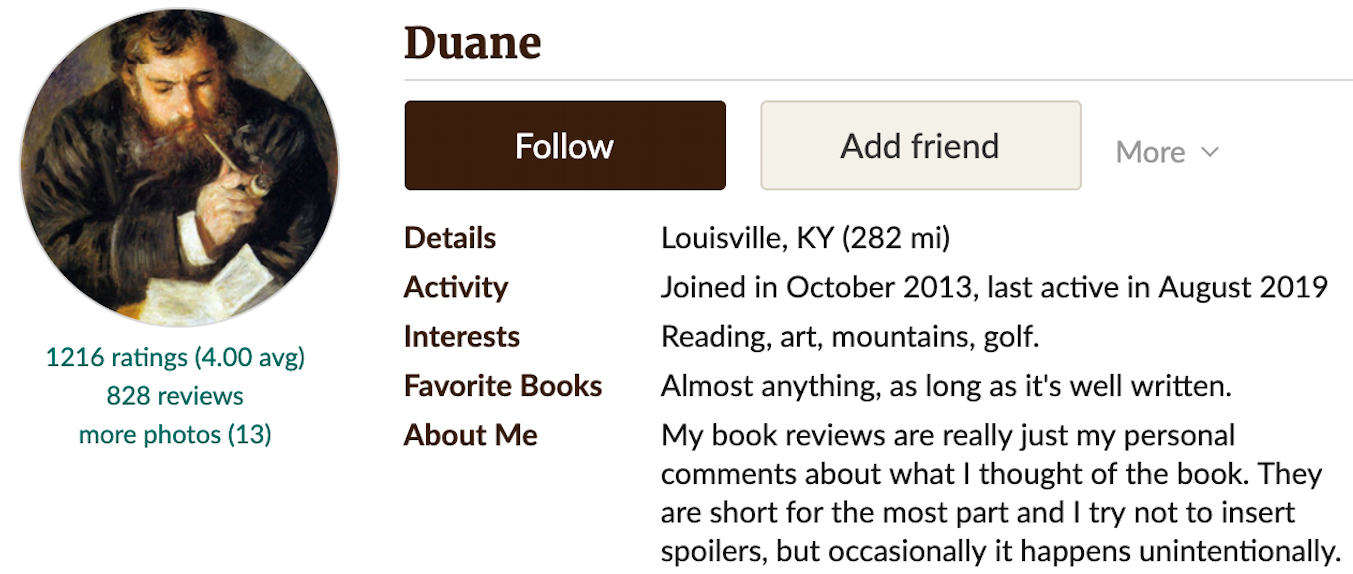 Duane
Follow
Add friend
More
Details Louisville, KY (282 mi)
Activity Joined in October 2013, last active in August 2019
Interests Reading, art, mountains, golf.
Favorite Books Almost anything, as long as it's well written.
About Me My book reviews are really just my personal
comments about what I thought of the book. They
are short for the most part and I try not to insert
spoilers, but occasionally it happens unintentionally.
1216 ratings (4.00 avg)
828 reviews
more photos (13)